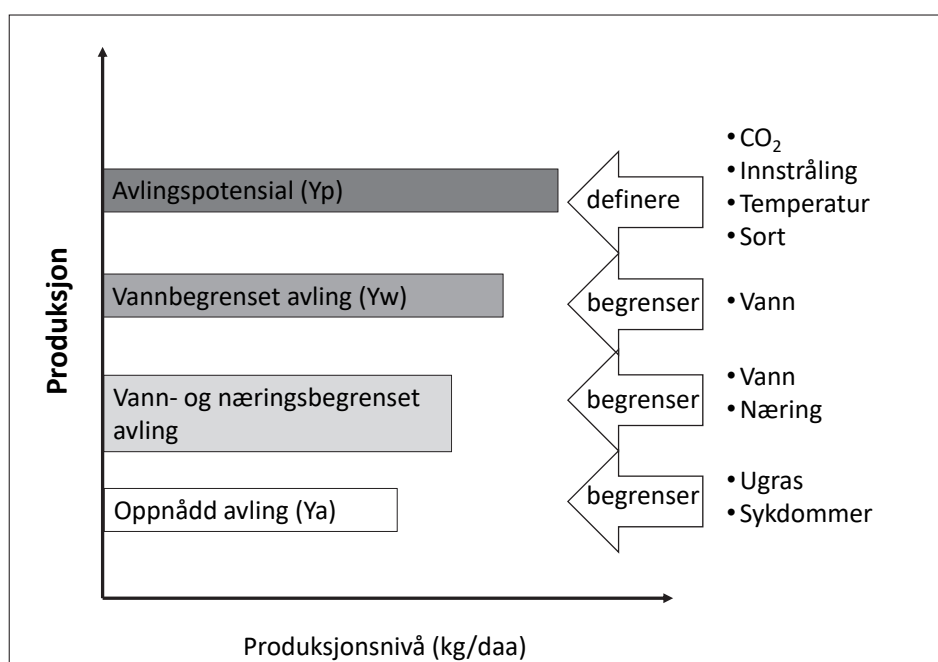 Produksjon
Avlingspotensial (Yp)
definere
• CO₂
• Innstråling
• Temperatur
• Sort
Vannbegrenset avling (Yw)
begrenser
• Vann
Vann- og næringsbegrenset
avling
begrenser
• Vann
• Næring
Oppnådd avling (Ya)
begrenser
• Ugras
• Sykdommer
Produksjonsnivå (kg/daa)